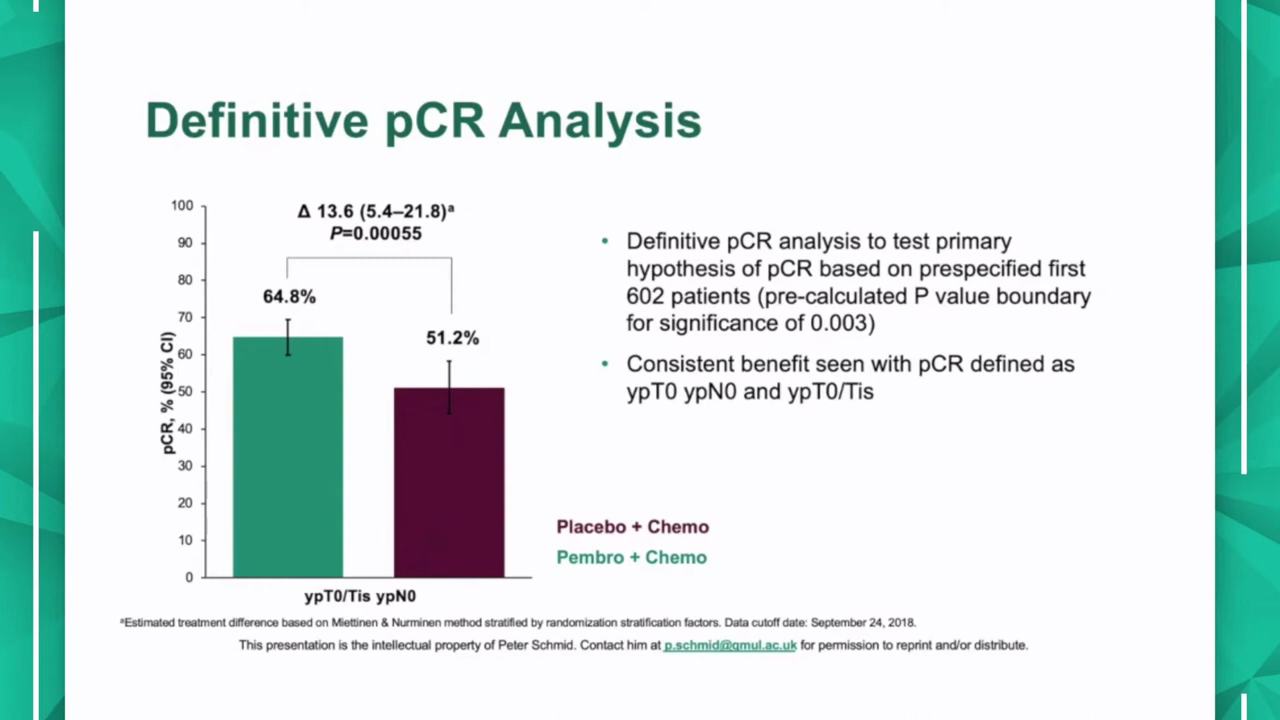 Definitive pCR Analysis
Δ 13.6 (5.4–21.8)ᵃ
P=0.00055
100
90
80
70
60
50
40
30
20
10
0
pCR, % (95% CI)
64.8%
51.2%
ypT0/Tis ypN0
• Definitive pCR analysis to test primary
hypothesis of pCR based on prespecified first
602 patients (pre-calculated P value boundary
for significance of 0.003)
• Consistent benefit seen with pCR defined as
ypT0 ypN0 and ypT0/Tis
Placebo + Chemo
Pembro + Chemo
ᵃEstimated treatment difference based on Miettinen & Nurminen method stratified by randomization stratification factors. Data cutoff date: September 24, 2018.
This presentation is the intellectual property of Peter Schmid. Contact him at p.schmid@qmul.ac.uk for permission to reprint and/or distribute.